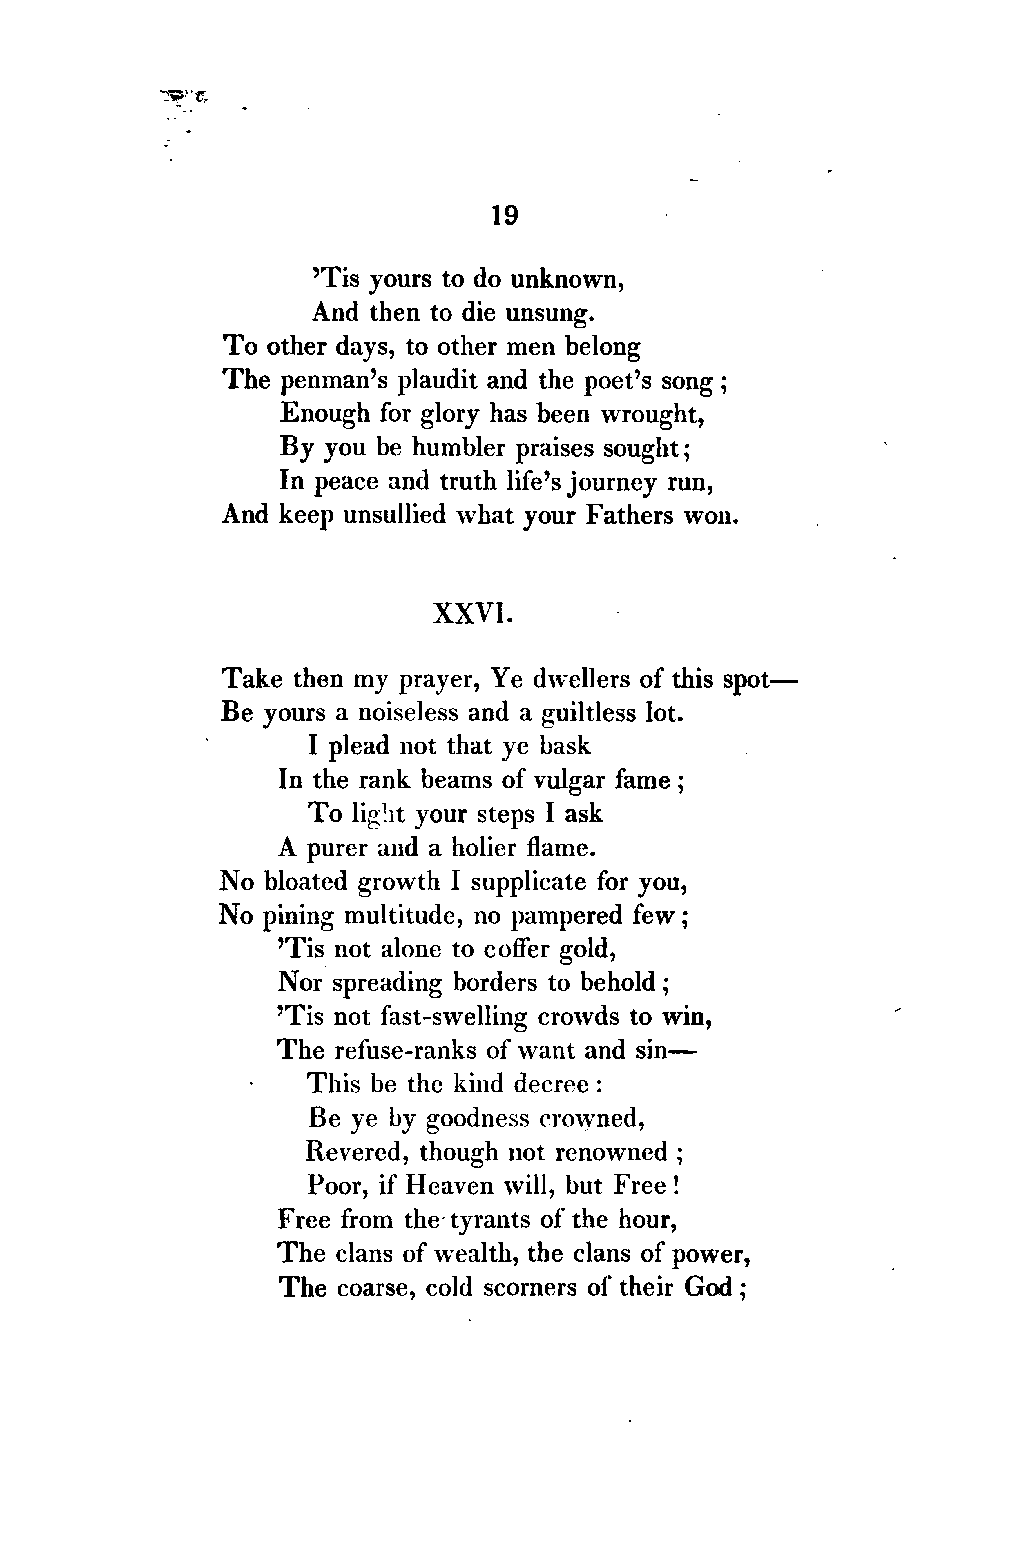 19
’Tis yours to do unknown,
And then to die unsung.
To other days, to other men belong
The penman’s plaudit and the poet’s song ;
Enough for glory has been wrought,
By you be humbler praises sought ;
In peace and truth life’s journey run,
And keep unsullied what your Fathers won.
XXVI.
Take then my prayer, Ye dwellers of this spot—
Be yours a noiseless and a guiltless lot.
I plead not that ye bask
In the rank beams of vulgar fame ;
To light your steps I ask
A purer and a holier flame.
No bloated growth I supplicate for you,
No pining multitude, no pampered few ;
’Tis not alone to coffer gold,
Nor spreading borders to behold ;
’Tis not fast-swelling crowds to win,
The refuse-ranks of want and sin—
This be the kind decree :
Be ye by goodness crowned,
Revered, though not renowned ;
Poor, if Heaven will, but Free !
Free from the tyrants of the hour,
The clans of wealth, the clans of power,
The coarse, cold scorners of their God ;